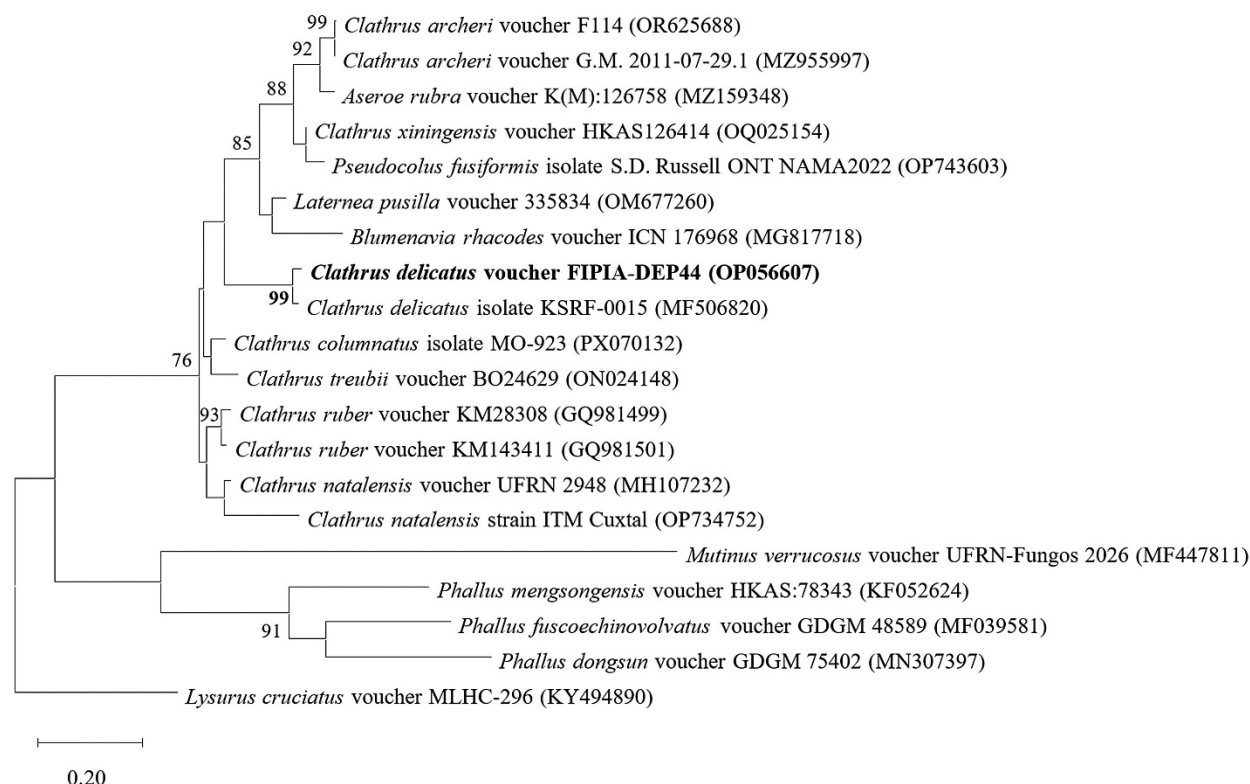 99
Clathrus archeri voucher F114 (OR625688)
92
Clathrus archeri voucher G.M. 2011-07-29.1 (MZ955997)
88
Aseroe rubra voucher K(M):126758 (MZ159348)
Clathrus xiningensis voucher HKAS126414 (OQ025154)
85
Pseudocolus fusiformis isolate S.D. Russell ONT NAMA2022 (OP743603)
Laternea pusilla voucher 335834 (OM677260)
Blumenavia rhacodes voucher ICN 176968 (MG817718)
Clathrus delicatus voucher FIPIA-DEP44 (OP056607)
99
Clathrus delicatus isolate KSRF-0015 (MF506820)
Clathrus columnatus isolate MO-923 (PX070132)
76
Clathrus treubii voucher BO24629 (ON024148)
93
Clathrus ruber voucher KM28308 (GQ981499)
Clathrus ruber voucher KM143411 (GQ981501)
Clathrus natalensis voucher UFRN 2948 (MH107232)
Clathrus natalensis strain ITM Cuxtal (OP734752)
Mutinus verrucosus voucher UFRN-Fungos 2026 (MF447811)
Phallus mengsongensis voucher HKAS:78343 (KF052624)
91
Phallus fuscoechinovolvatus voucher GDGM 48589 (MF039581)
Phallus dongsun voucher GDGM 75402 (MN307397)
Lysurus cruciatus voucher MLHC-296 (KY494890)
0.20